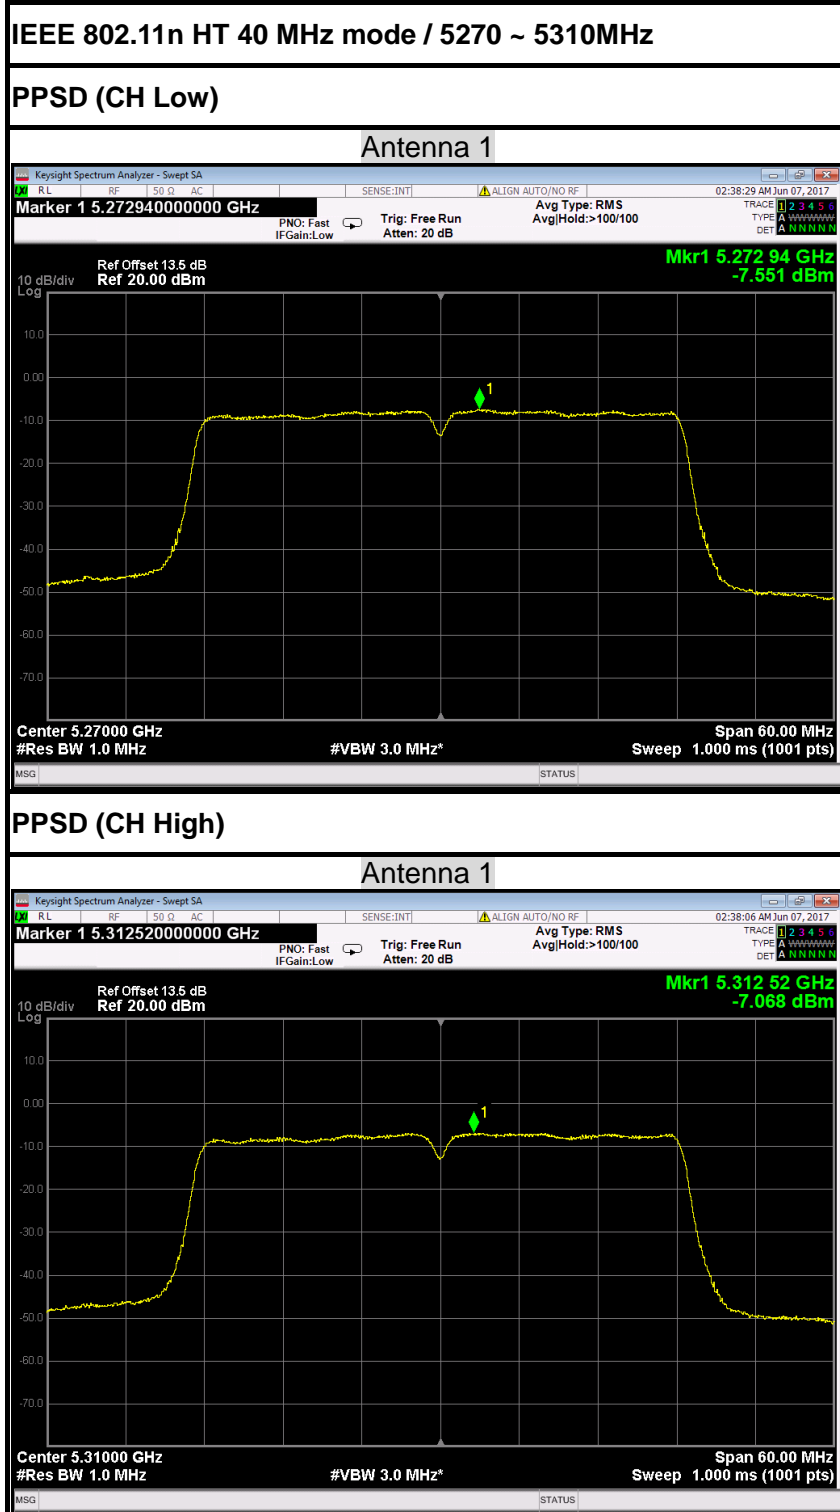 IEEE 802.11n HT 40 MHz mode / 5270 ~ 5310MHz
PPSD (CH Low)
Antenna 1
Keysight Spectrum Analyzer - Swept SA
LXI RL RF 50 Ω AC SENSE:INT ALIGN AUTO/NO RF 02:38:29 AM Jun 07, 2017
Marker 1 5.272940000000 GHz
PNO: Fast
IFGain:Low
Trig: Free Run
Atten: 20 dB
Avg Type: RMS
Avg|Hold:>100/100
TRACE 1 2 3 4 5 6
TYPE A WWWWW
DET A N N N N N
Mkr1 5.272 94 GHz
-7.551 dBm
Ref Offset 13.5 dB
10 dB/div Ref 20.00 dBm
Log
10.0
0.00
1
-10.0
-20.0
-30.0
-40.0
-50.0
-60.0
-70.0
Center 5.27000 GHz Span 60.00 MHz
#Res BW 1.0 MHz #VBW 3.0 MHz* Sweep 1.000 ms (1001 pts)
MSG STATUS
PPSD (CH High)
Antenna 1
Keysight Spectrum Analyzer - Swept SA
LXI RL RF 50 Ω AC SENSE:INT ALIGN AUTO/NO RF 02:38:06 AM Jun 07, 2017
Marker 1 5.312520000000 GHz
PNO: Fast
IFGain:Low
Trig: Free Run
Atten: 20 dB
Avg Type: RMS
Avg|Hold:>100/100
TRACE 1 2 3 4 5 6
TYPE A WWWWW
DET A N N N N N
Mkr1 5.312 52 GHz
-7.068 dBm
Ref Offset 13.5 dB
10 dB/div Ref 20.00 dBm
Log
10.0
0.00
1
-10.0
-20.0
-30.0
-40.0
-50.0
-60.0
-70.0
Center 5.31000 GHz Span 60.00 MHz
#Res BW 1.0 MHz #VBW 3.0 MHz* Sweep 1.000 ms (1001 pts)
MSG STATUS